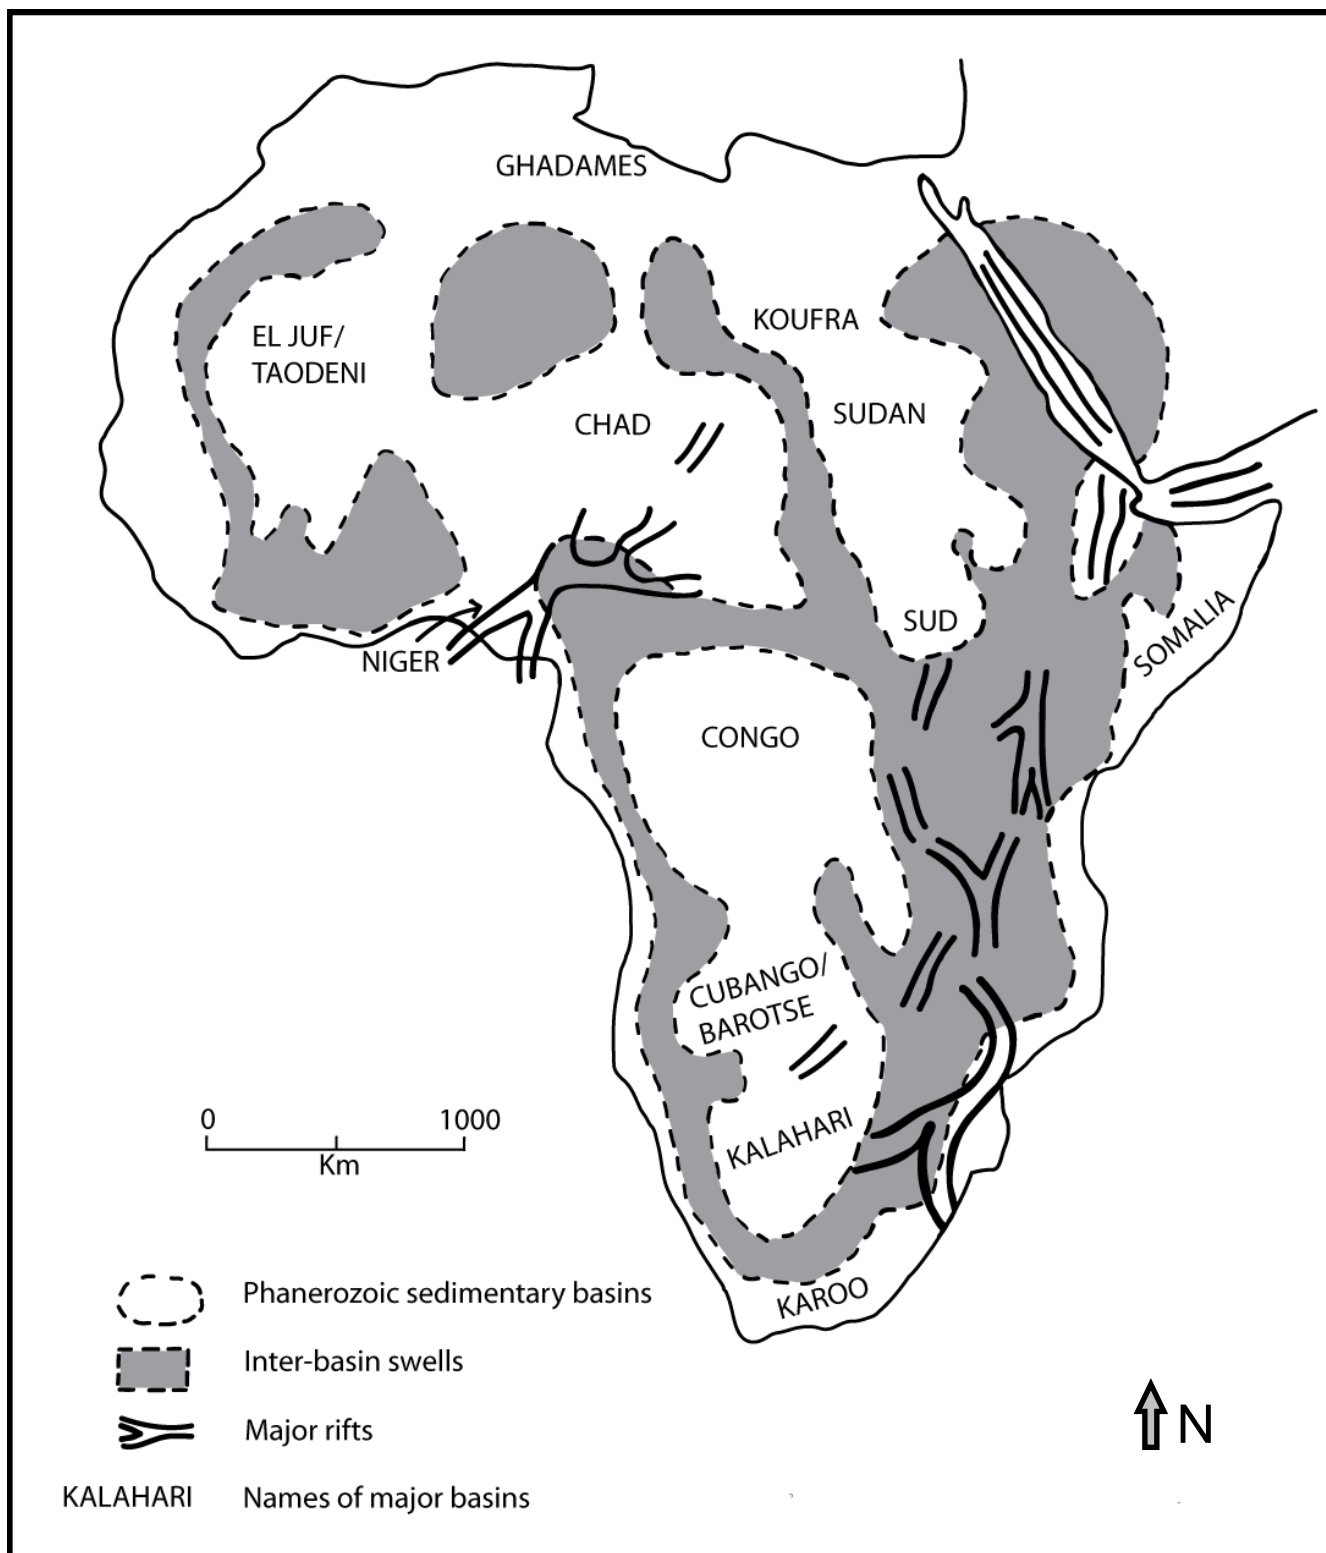 GHADAMES
KOUFRA
EL JUF/
TAODENI
SUDAN
CHAD
SUD
SOMALIA
NIGER
CONGO
CUBANGO/
BAROTSE
KALAHARI
KAROO
0 1000
Km
Phanerozoic sedimentary basins
Inter-basin swells
Major rifts
KALAHARI Names of major basins
N